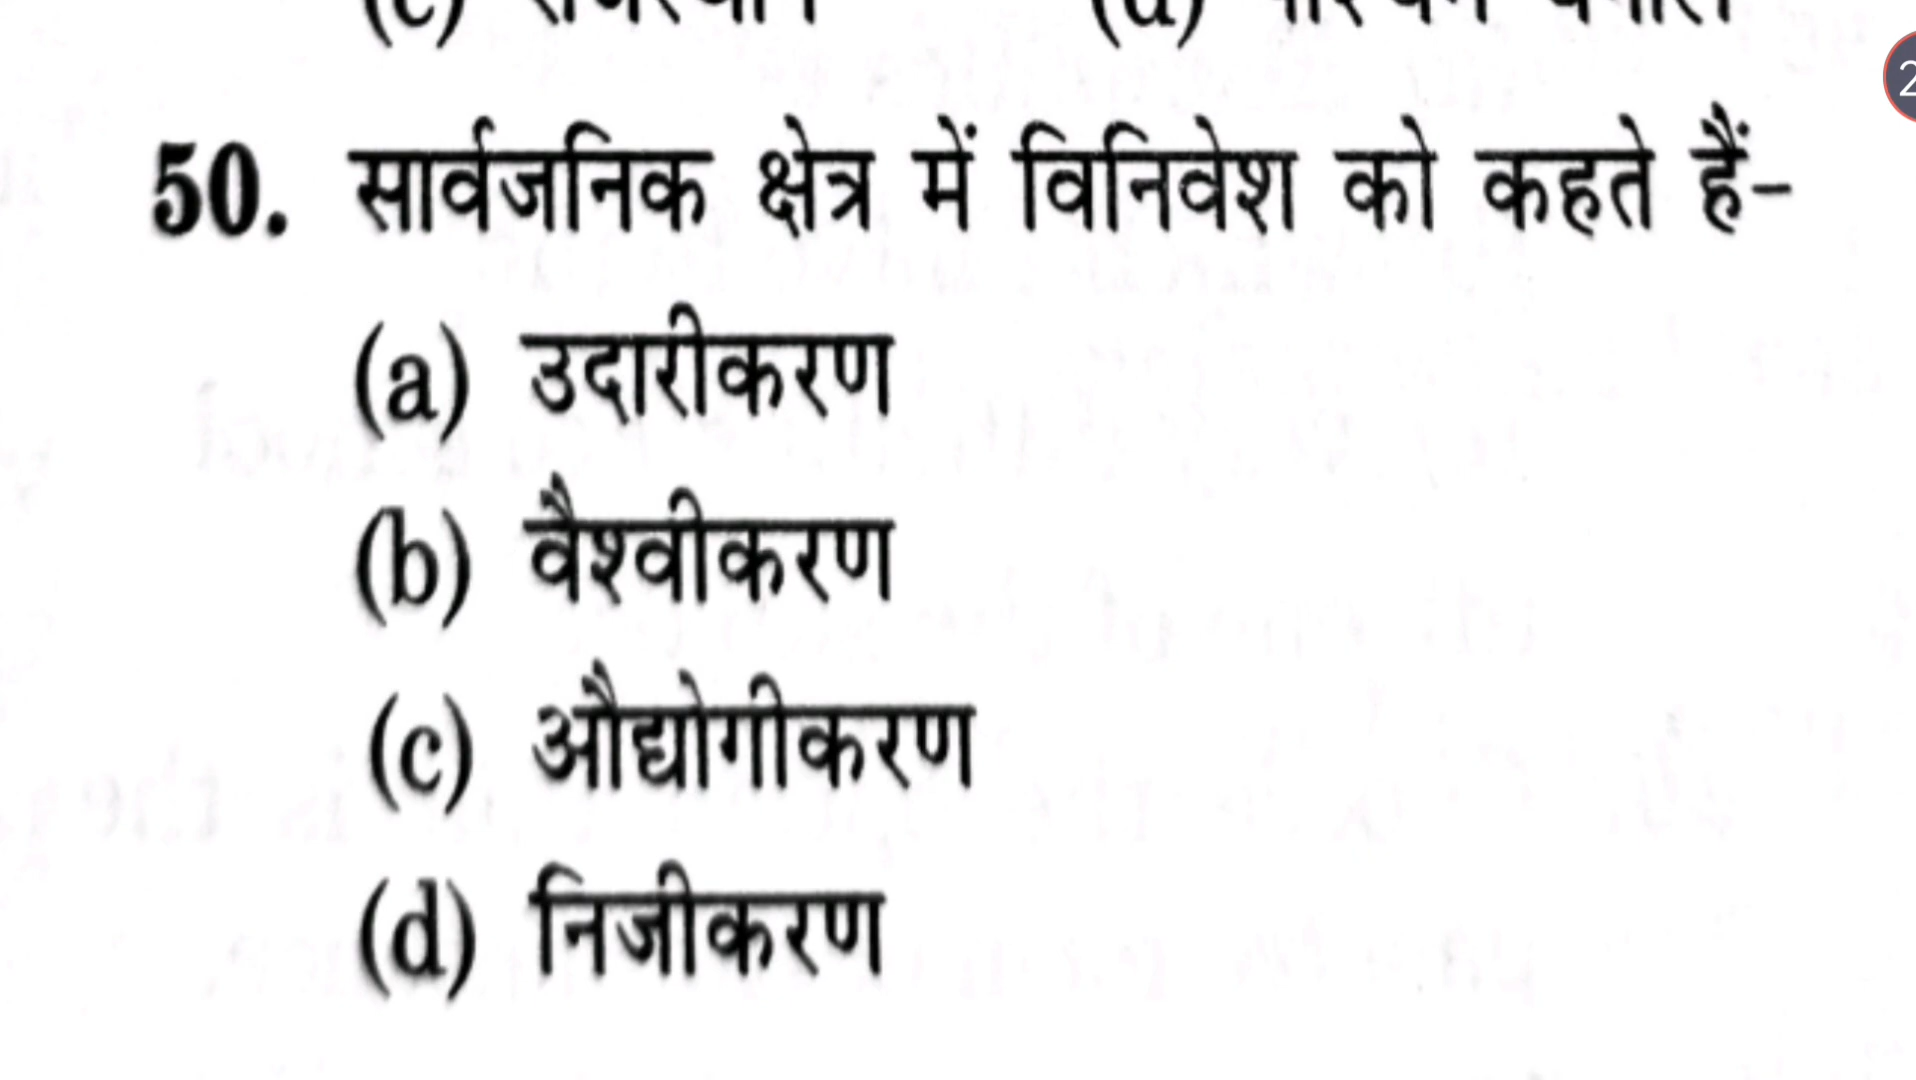 50. सार्वजनिक क्षेत्र में विनिवेश को कहते हैं-
(a) उदारीकरण
(b) वैश्वीकरण
(c) औद्योगीकरण
(d) निजीकरण